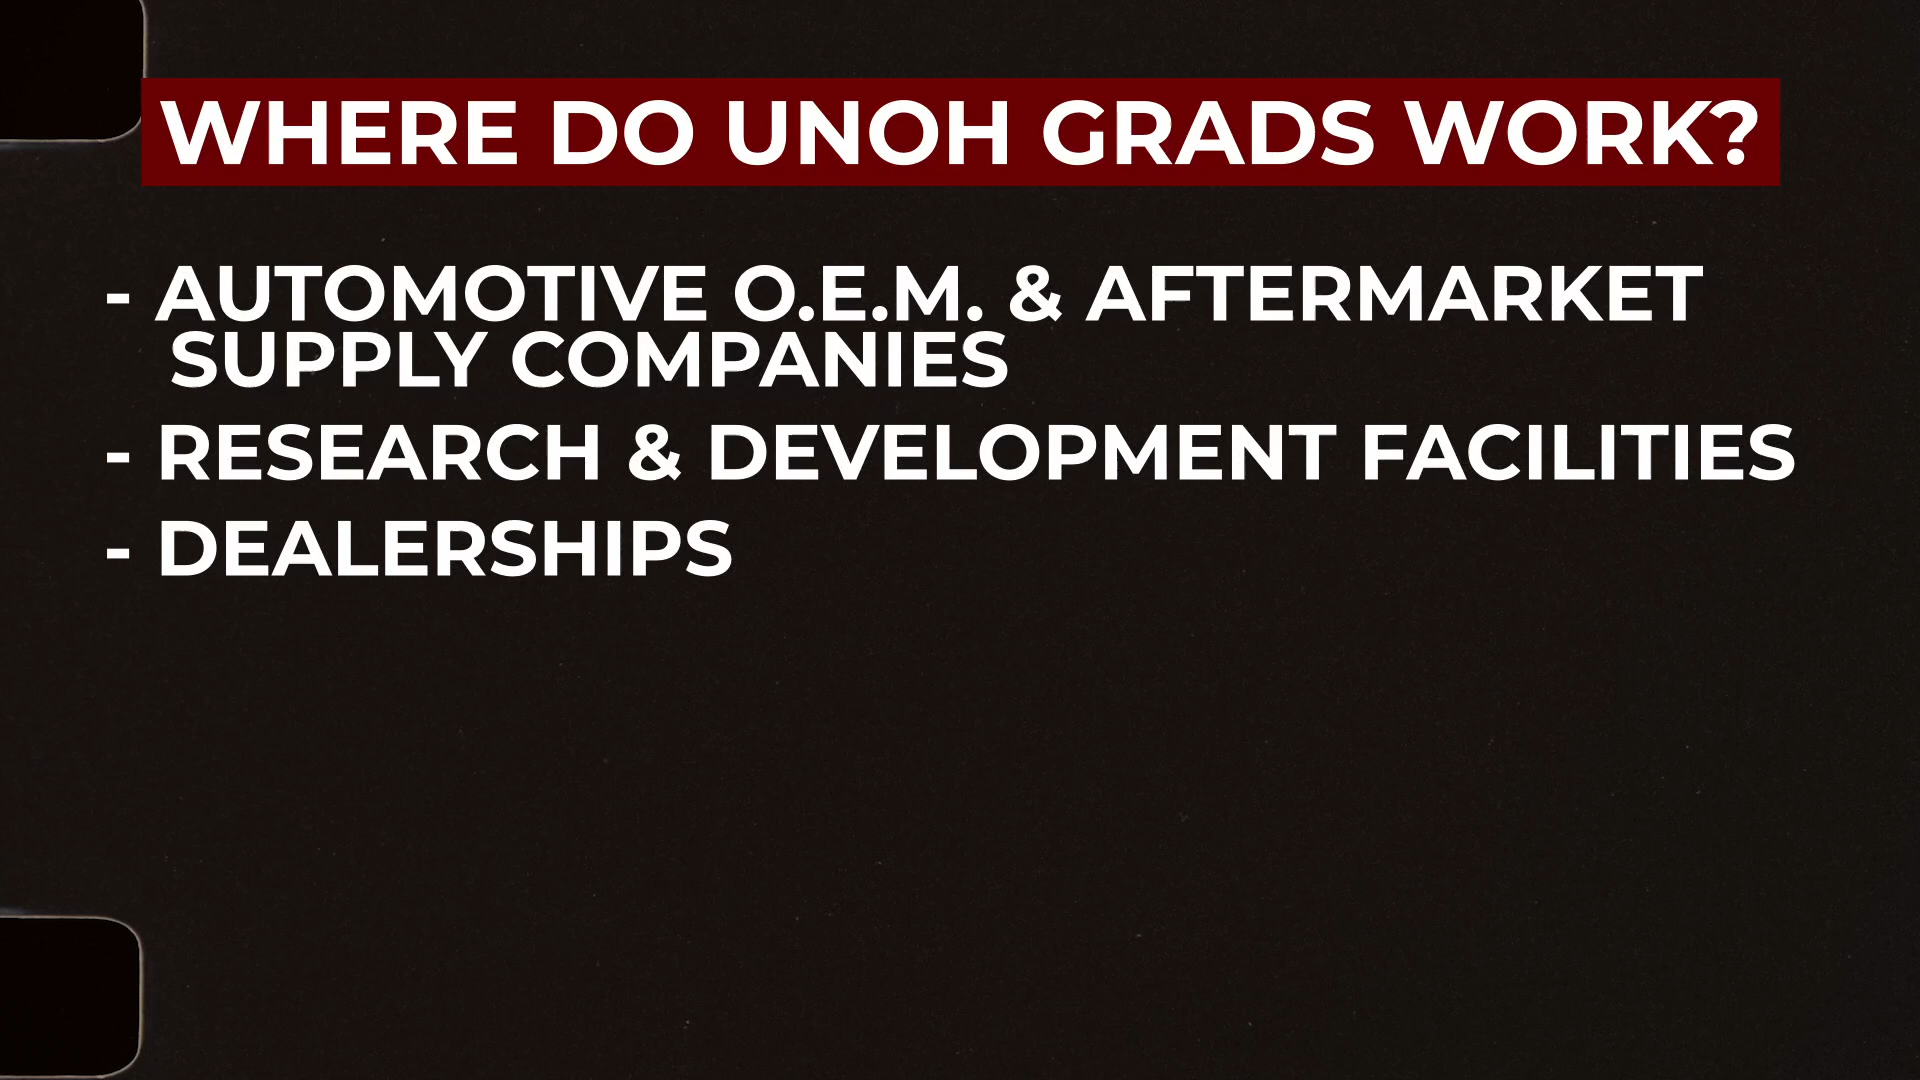 WHERE DO UNOH GRADS WORK?
- AUTOMOTIVE O.E.M. & AFTERMARKET
SUPPLY COMPANIES
- RESEARCH & DEVELOPMENT FACILITIES
- DEALERSHIPS